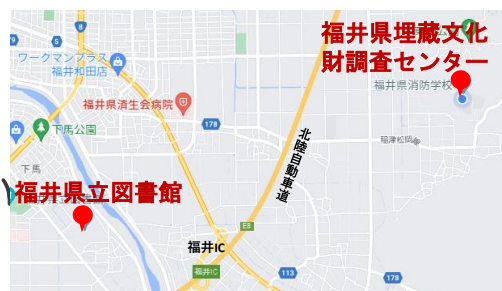 福井県埋蔵文化
財調査センター
8
5
ワークマンプラス
福井和田店
福井県消防学校
福井県済生会病院
下馬公園
178
稲津松岡
北陸自動車道
下馬
福井県立図書館
E8
福井IC
福井IC
113
178